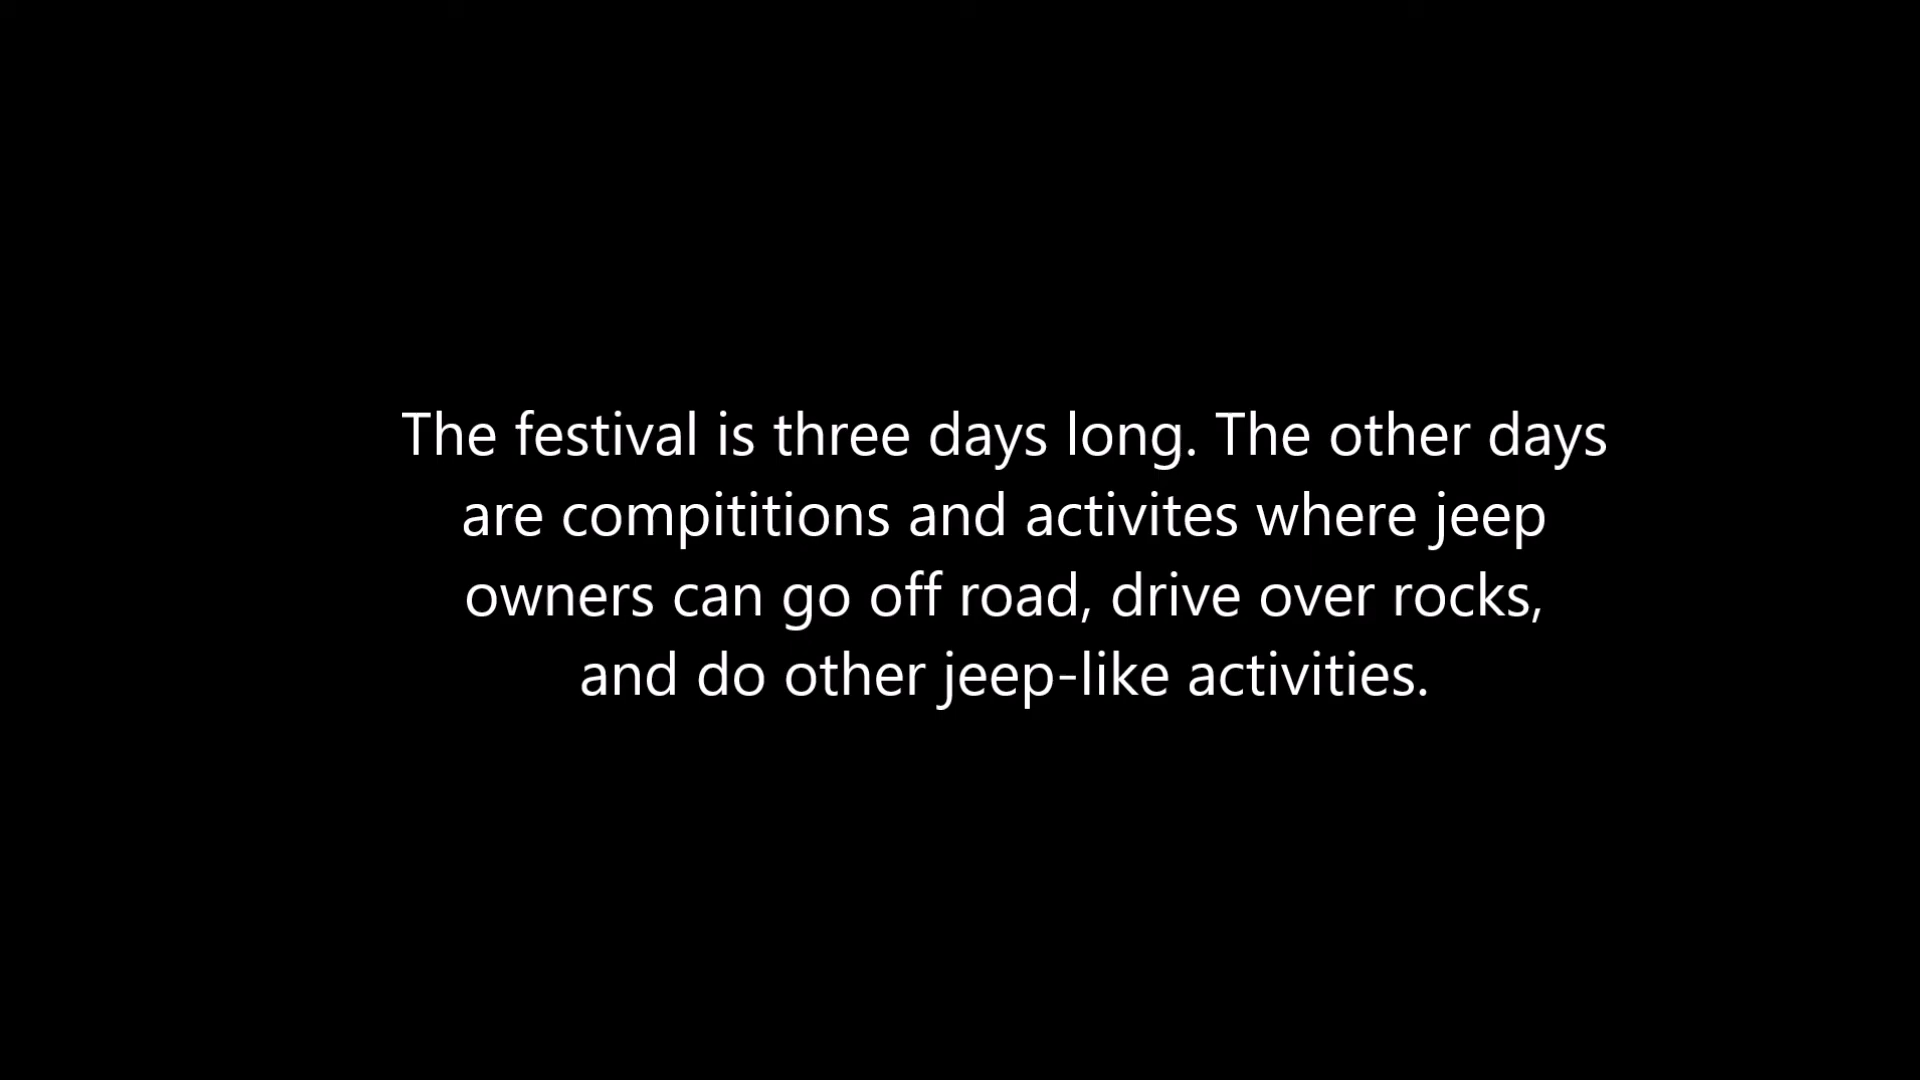 The festival is three days long. The other days
are compititions and activites where jeep
owners can go off road, drive over rocks,
and do other jeep-like activities.